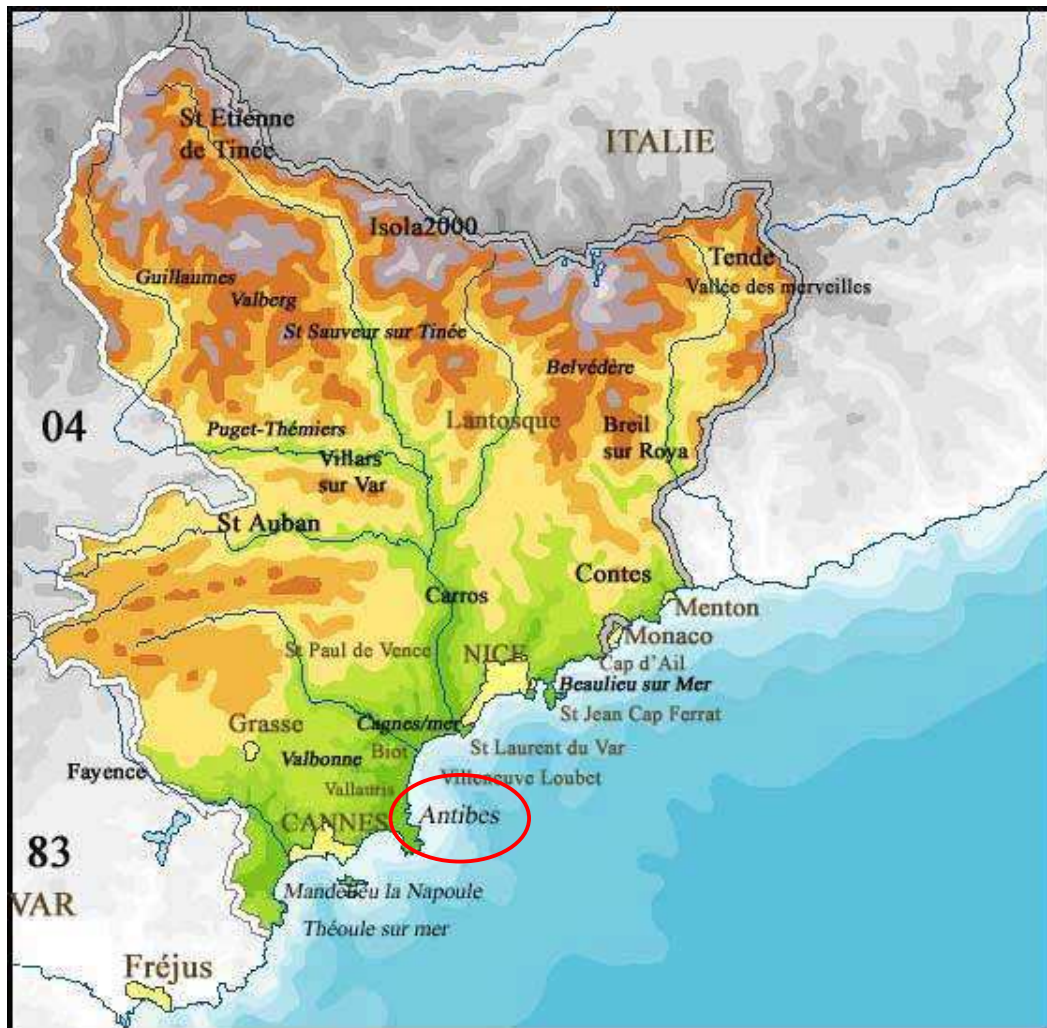 St Etienne
de Tinée
ITALIE
Isola2000
Tende
Guillaumes
Vallée des merveilles
Valberg
St Sauveur sur Tinée
Belvédère
04
Lantosque
Breil
sur Roya
Puget-Thémiers
Villars
sur Var
St Auban
Contes
Carros
Menton
Monaco
St Paul de Vence
NICE
Cap d'Ail
Beaulieu sur Mer
St Jean Cap Ferrat
Grasse
Cagnes/mer
Biot
St Laurent du Var
Valbonne
Fayence
Villeneuve Loubet
Vallauris
Antibes
CANNES
83
Mandelieu la Napoule
VAR
Théoule sur mer
Fréjus